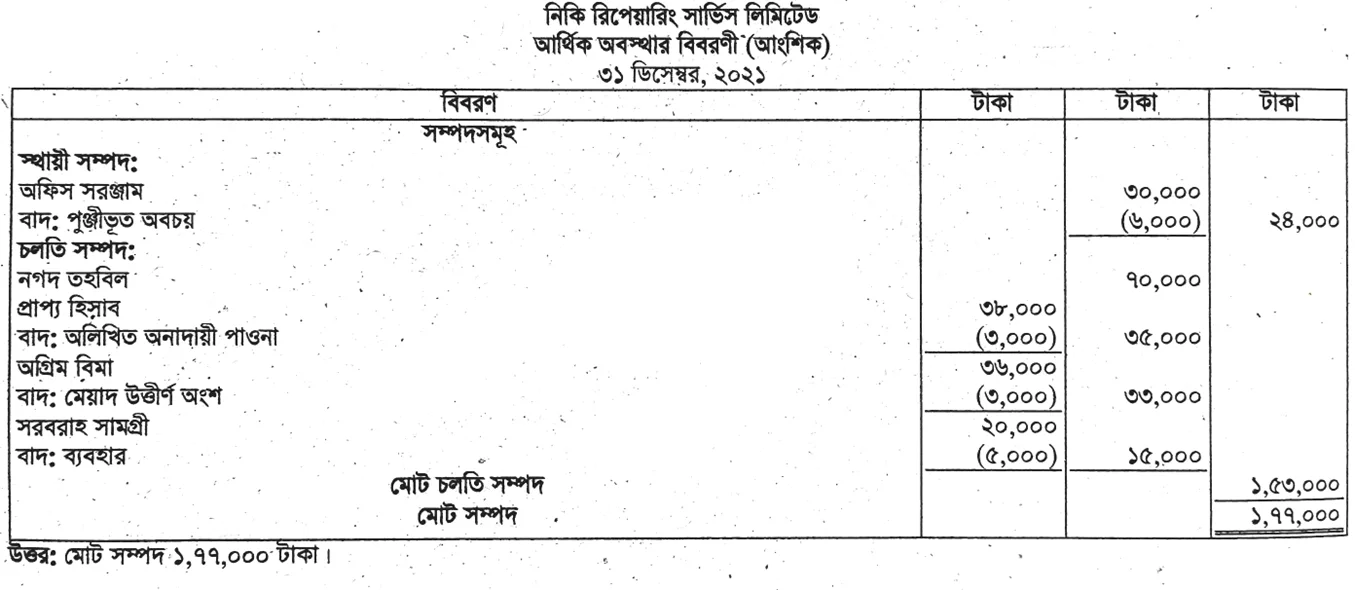 নিকি রিপেয়ারিং সার্ভিস লিমিটেড
আর্থিক অবস্থার বিবরণী (আংশিক)
৩১ ডিসেম্বর, ২০২১
বিবরণ টাকা টাকা টাকা
সম্পদসমূহ
স্থায়ী সম্পদ:
অফিস সরঞ্জাম ৩০,০০০
বাদ: পুঞ্জীভূত অবচয় (৬,০০০) ২৪,০০০
চলতি সম্পদ:
নগদ তহবিল ৭০,০০০
প্রাপ্য হিসাব ৩৮,০০০
বাদ: অলিখিত অনাদায়ী পাওনা (৩,০০০) ৩৫,০০০
অগ্রিম বিমা ৩৬,০০০
বাদ: মেয়াদ উত্তীর্ণ অংশ (৩,০০০) ৩৩,০০০
সরবরাহ সামগ্রী ২০,০০০
বাদ: ব্যবহার (৫,০০০) ১৫,০০০
মোট চলতি সম্পদ ১,৫৩,০০০
মোট সম্পদ ১,৭৭,০০০
উত্তর: মোট সম্পদ ১,৭৭,০০০ টাকা।